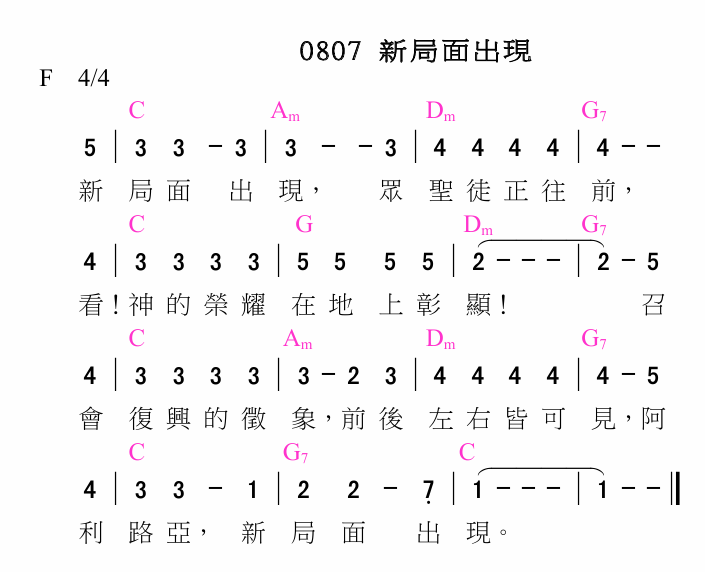 0807 新局面出現
F 4/4
C Am Dm G7
5 | 3 3 - 3 | 3 - - 3 | 4 4 4 4 | 4 - -
新 局 面 出 現， 眾 聖 徒 正 往 前，
C G Dm G7
4 | 3 3 3 3 | 5 5 5 5 | 2 - - - | 2 - 5
看！神 的 榮 耀 在 地 上 彰 顯！ 召
C Am Dm G7
4 | 3 3 3 3 | 3 - 2 3 | 4 4 4 4 | 4 - 5
會 復 興 的 徵 象，前 後 左 右 皆 可 見，阿
C G7 C
4 | 3 3 - 1 | 2 2 - 7̣ | 1 - - - | 1 - - ‖
利 路 亞， 新 局 面 出 現。